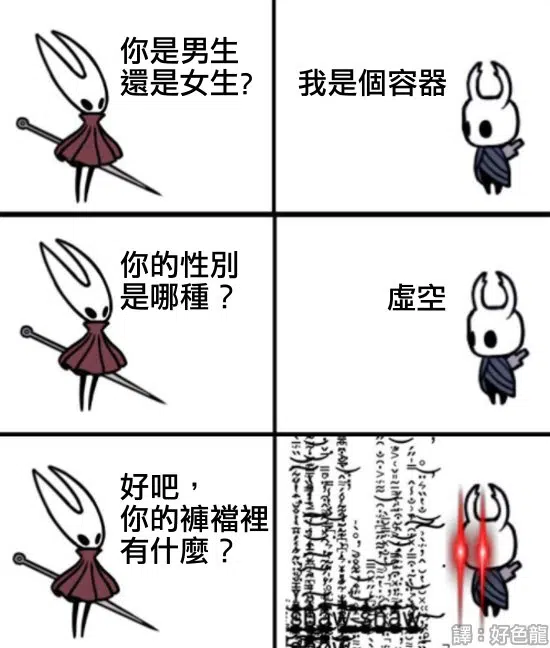 你是男生
還是女生?
我是個容器
你的性別
是哪種？
虛空
好吧，
你的褲襠裡
有什麼？
譯：好色龍